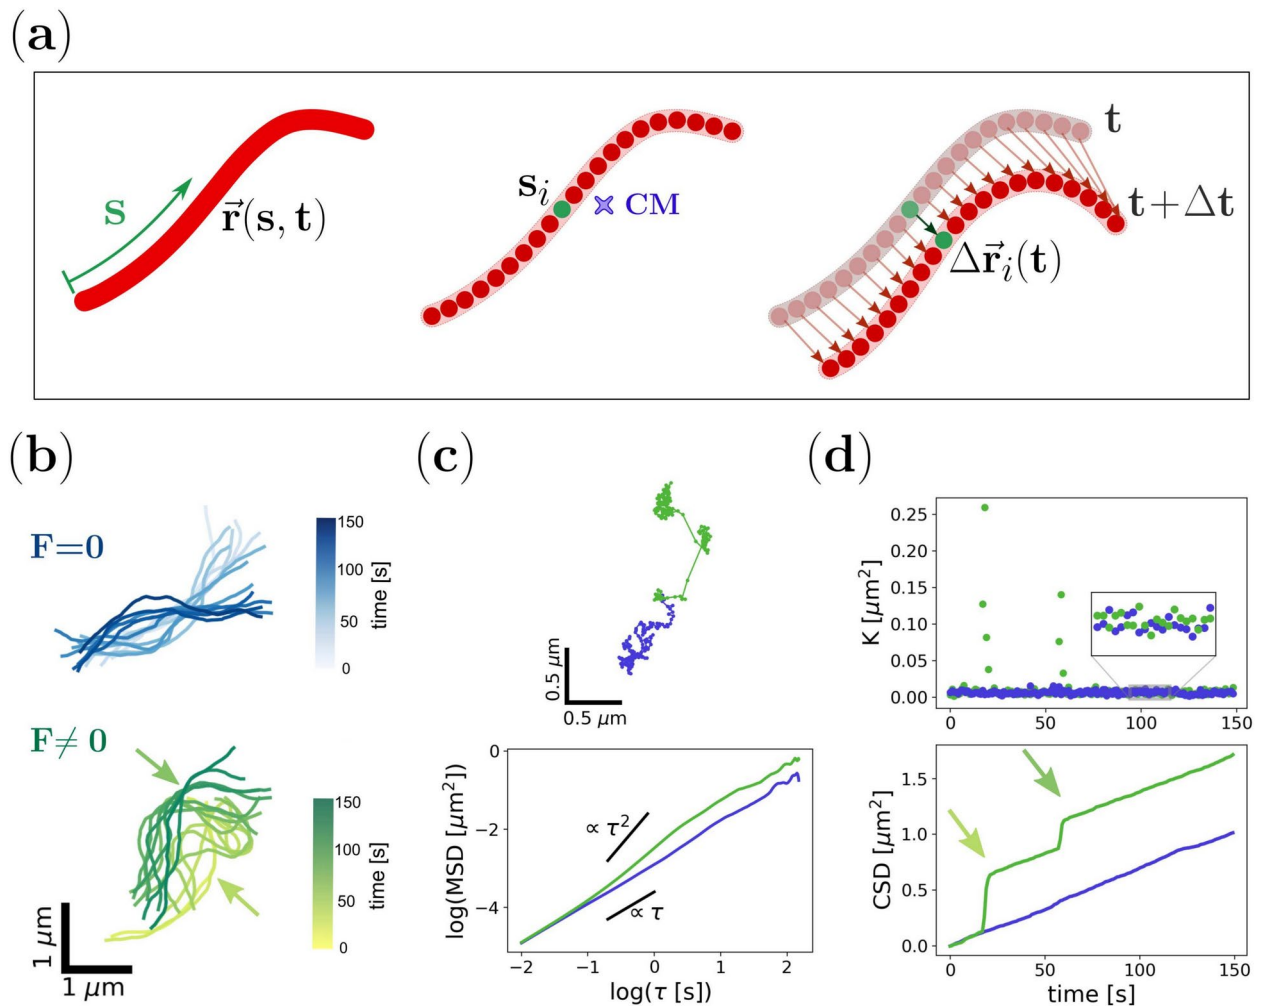 (a)
S
r⃗(s, t)
s_i
CM
t
t + Δt
Δr⃗_i(t)
(b)
F=0
150
100
50
0
time [s]
F≠ 0
150
100
50
0
time [s]
1 μm
1 μm
(c)
0.5 μm
0.5 μm
0
−2
−4
log(MSD [μm²])
∝ τ²
∝ τ
−2
−1
0
1
2
log(τ [s])
(d)
0.25
0.20
0.15
0.10
0.05
0.00
K [μm²]
0
50
100
150
1.5
1.0
0.5
0.0
CSD [μm²]
0
50
100
150
time [s]